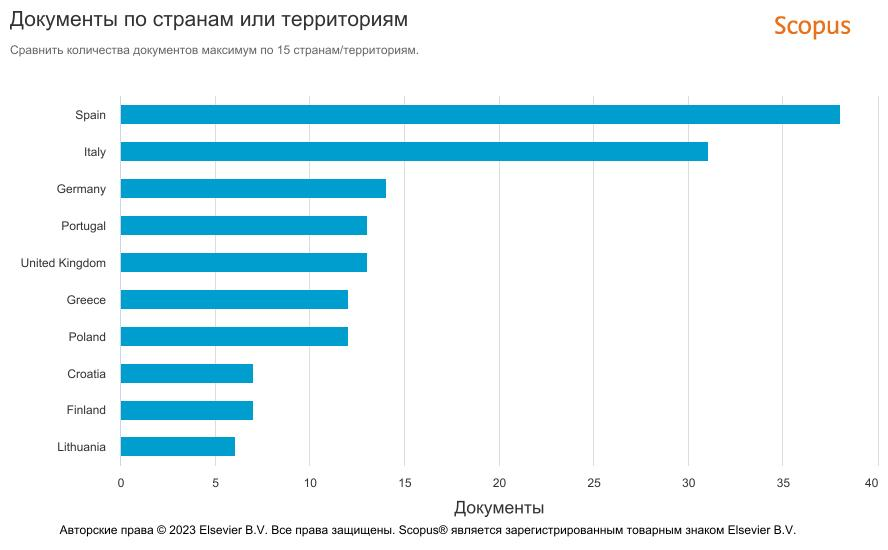 Документы по странам или территориям
Scopus
Сравнить количества документов максимум по 15 странам/территориям.
Spain
Italy
Germany
Portugal
United Kingdom
Greece
Poland
Croatia
Finland
Lithuania
0 5 10 15 20 25 30 35 40
Документы
Авторские права © 2023 Elsevier B.V. Все права защищены. Scopus® является зарегистрированным товарным знаком Elsevier B.V.